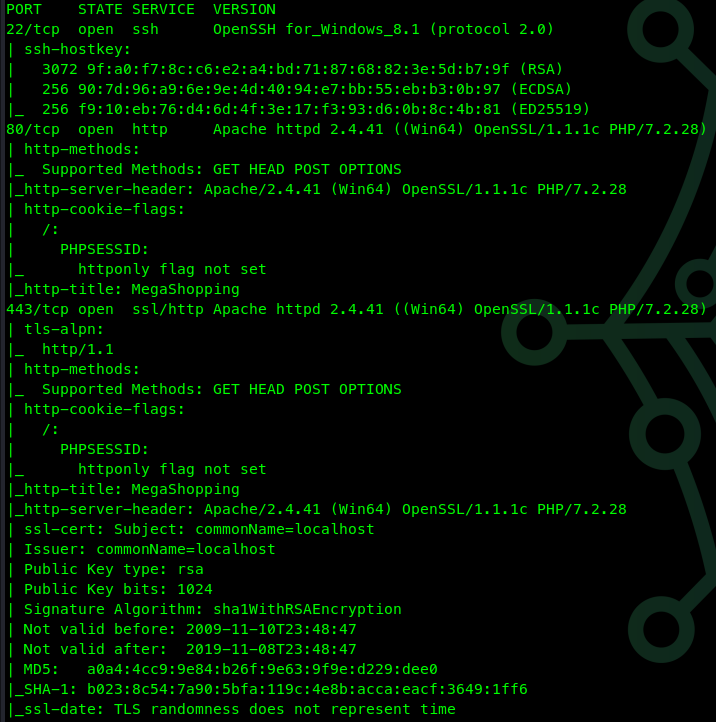 PORT    STATE SERVICE  VERSION
22/tcp  open  ssh      OpenSSH for_Windows_8.1 (protocol 2.0)
| ssh-hostkey:
|   3072 9f:a0:f7:8c:c6:e2:a4:bd:71:87:68:82:3e:5d:b7:9f (RSA)
|   256 90:7d:96:a9:6e:9e:4d:40:94:e7:bb:55:eb:b3:0b:97 (ECDSA)
|_  256 f9:10:eb:76:d4:6d:4f:3e:17:f3:93:d6:0b:8c:4b:81 (ED25519)
80/tcp  open  http     Apache httpd 2.4.41 ((Win64) OpenSSL/1.1.1c PHP/7.2.28)
| http-methods:
|_  Supported Methods: GET HEAD POST OPTIONS
|_http-server-header: Apache/2.4.41 (Win64) OpenSSL/1.1.1c PHP/7.2.28
| http-cookie-flags:
|   /:
|     PHPSESSID:
|_      httponly flag not set
|_http-title: MegaShopping
443/tcp open  ssl/http Apache httpd 2.4.41 ((Win64) OpenSSL/1.1.1c PHP/7.2.28)
| tls-alpn:
|_  http/1.1
| http-methods:
|_  Supported Methods: GET HEAD POST OPTIONS
| http-cookie-flags:
|   /:
|     PHPSESSID:
|_      httponly flag not set
|_http-title: MegaShopping
|_http-server-header: Apache/2.4.41 (Win64) OpenSSL/1.1.1c PHP/7.2.28
| ssl-cert: Subject: commonName=localhost
| Issuer: commonName=localhost
| Public Key type: rsa
| Public Key bits: 1024
| Signature Algorithm: sha1WithRSAEncryption
| Not valid before: 2009-11-10T23:48:47
| Not valid after:  2019-11-08T23:48:47
| MD5:   a0a4:4cc9:9e84:b26f:9e63:9f9e:d229:dee0
|_SHA-1: b023:8c54:7a90:5bfa:119c:4e8b:acca:eacf:3649:1ff6
|_ssl-date: TLS randomness does not represent time